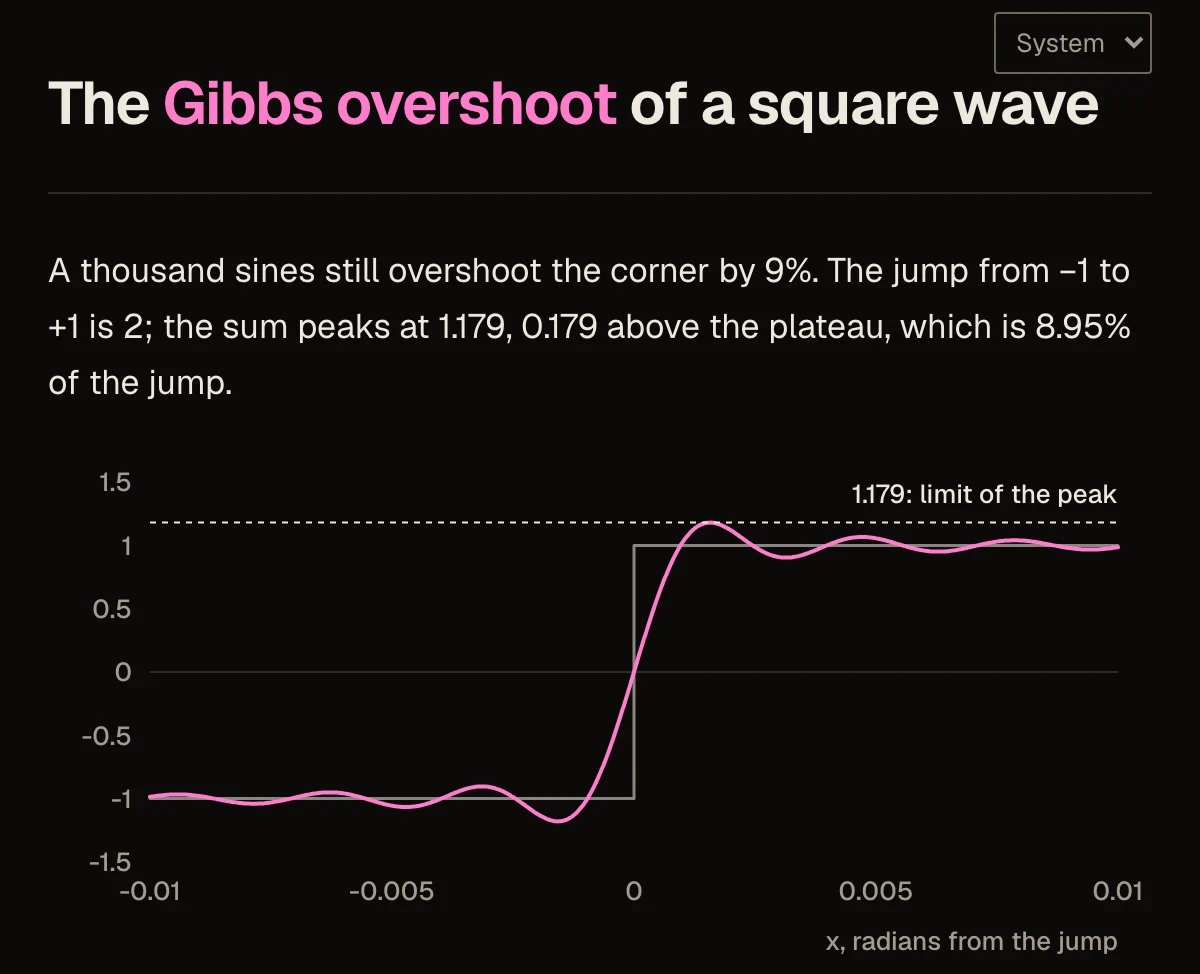 System
The Gibbs overshoot of a square wave
A thousand sines still overshoot the corner by 9%. The jump from −1 to
+1 is 2; the sum peaks at 1.179, 0.179 above the plateau, which is 8.95%
of the jump.
1.5
1.179: limit of the peak
1
0.5
0
-0.5
-1
-1.5
-0.01 -0.005 0 0.005 0.01
x, radians from the jump